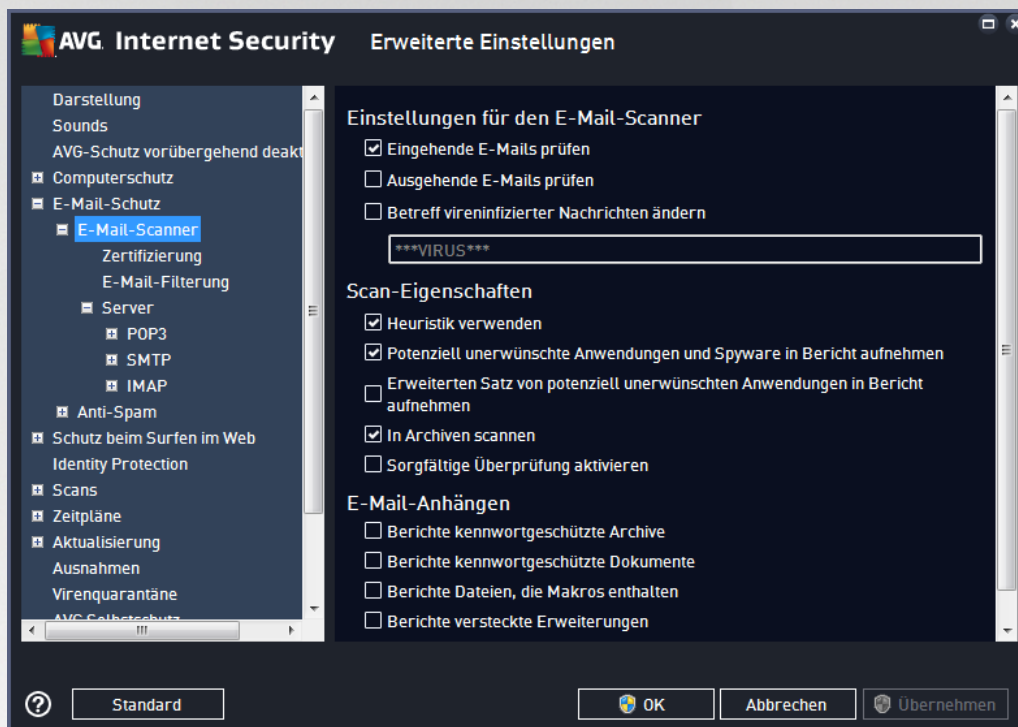 AVG. Internet Security Erweiterte Einstellungen
Darstellung
Sounds
AVG-Schutz vorübergehend deakt
Computerschutz
E-Mail-Schutz
E-Mail-Scanner
Zertifizierung
E-Mail-Filterung
Server
POP3
SMTP
IMAP
Anti-Spam
Schutz beim Surfen im Web
Identity Protection
Scans
Zeitpläne
Aktualisierung
Ausnahmen
Virenquarantäne
AVG Selbstschutz
Einstellungen für den E-Mail-Scanner
Eingehende E-Mails prüfen
Ausgehende E-Mails prüfen
Betreff vireninfizierter Nachrichten ändern
***VIRUS***
Scan-Eigenschaften
Heuristik verwenden
Potenziell unerwünschte Anwendungen und Spyware in Bericht aufnehmen
Erweiterten Satz von potenziell unerwünschten Anwendungen in Bericht
aufnehmen
In Archiven scannen
Sorgfältige Überprüfung aktivieren
E-Mail-Anhängen
Berichte kennwortgeschützte Archive
Berichte kennwortgeschützte Dokumente
Berichte Dateien, die Makros enthalten
Berichte versteckte Erweiterungen
Standard
OK
Abbrechen
Übernehmen